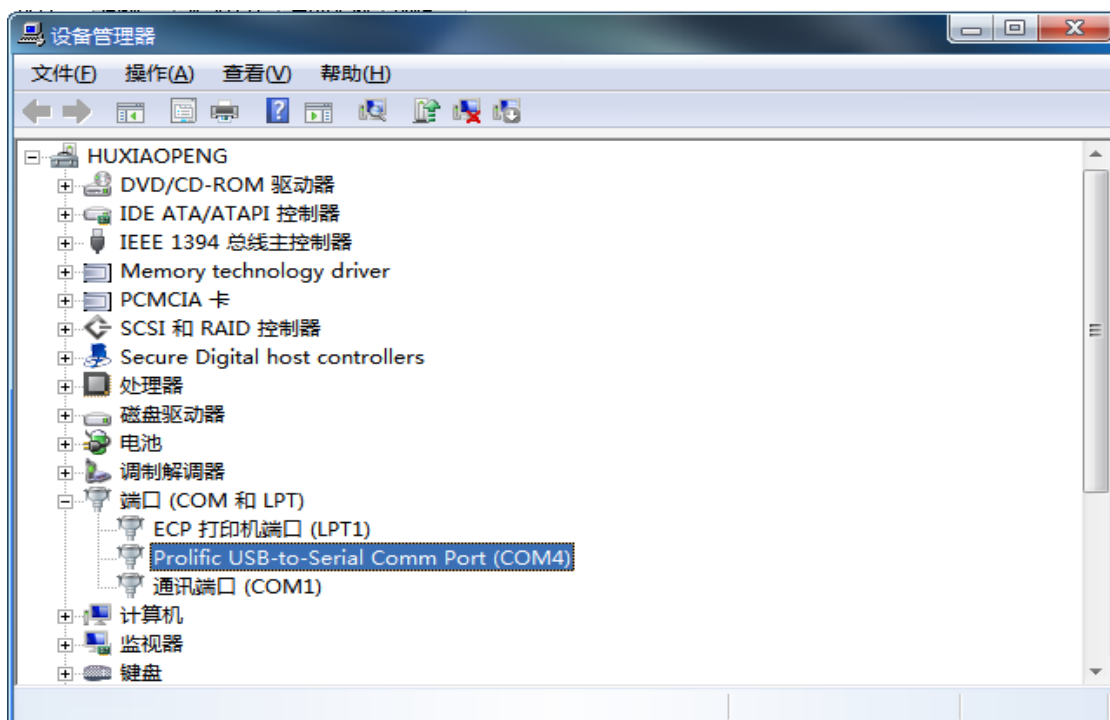 设备管理器
文件(F) 操作(A) 查看(V) 帮助(H)
HUXIAOPENG
DVD/CD-ROM 驱动器
IDE ATA/ATAPI 控制器
IEEE 1394 总线主控制器
Memory technology driver
PCMCIA 卡
SCSI 和 RAID 控制器
Secure Digital host controllers
处理器
磁盘驱动器
电池
调制解调器
端口 (COM 和 LPT)
ECP 打印机端口 (LPT1)
Prolific USB-to-Serial Comm Port (COM4)
通讯端口 (COM1)
计算机
监视器
键盘